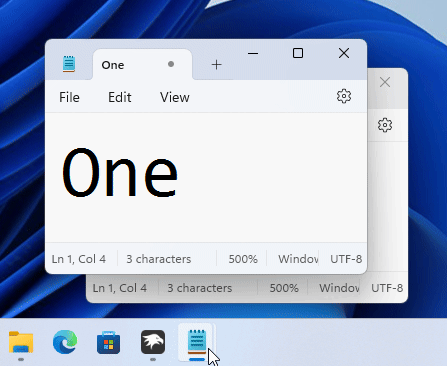 One
File Edit View
One
Ln 1, Col 4 3 characters 500% Window UTF-8
Ln 1, Col 4 3 characters 500% Window UTF-8